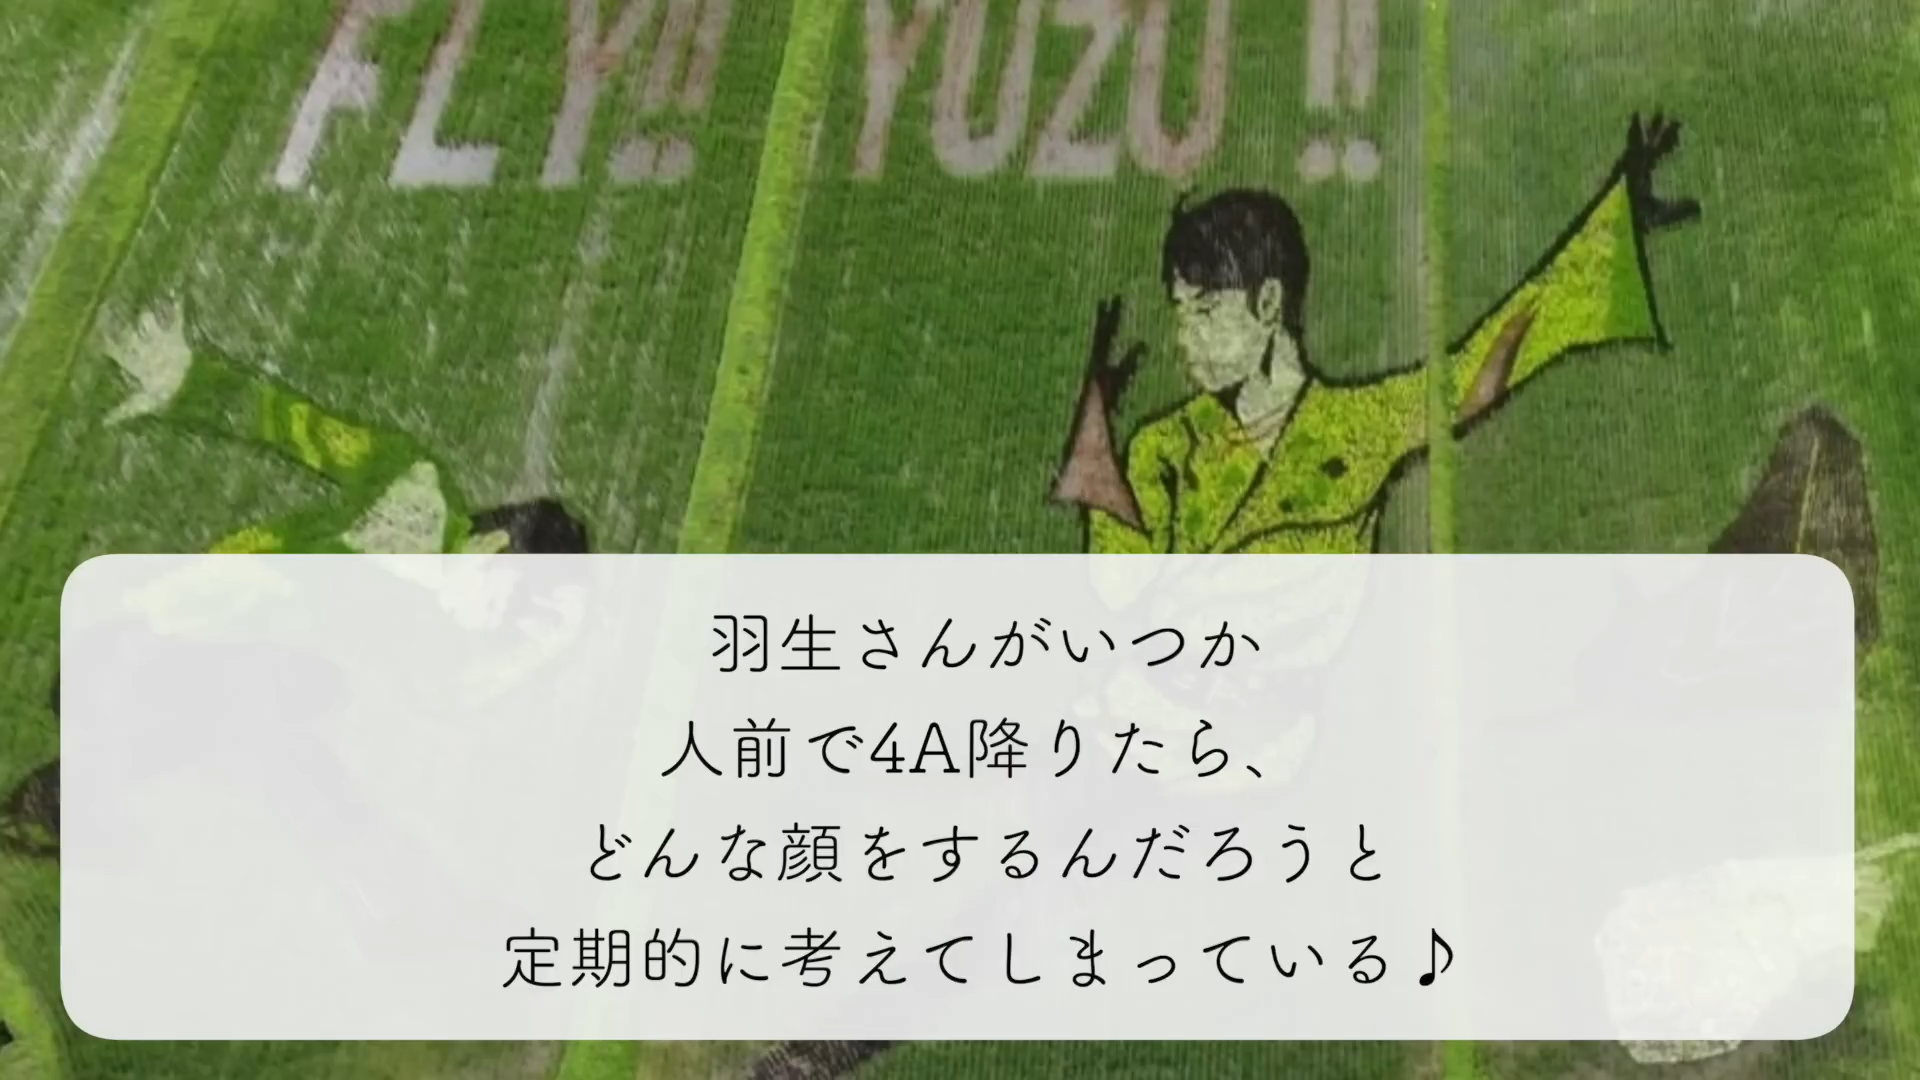 FLY!! YUZU!!
羽生さんがいつか
人前で4A降りたら、
どんな顔をするんだろうと
定期的に考えてしまっている♪